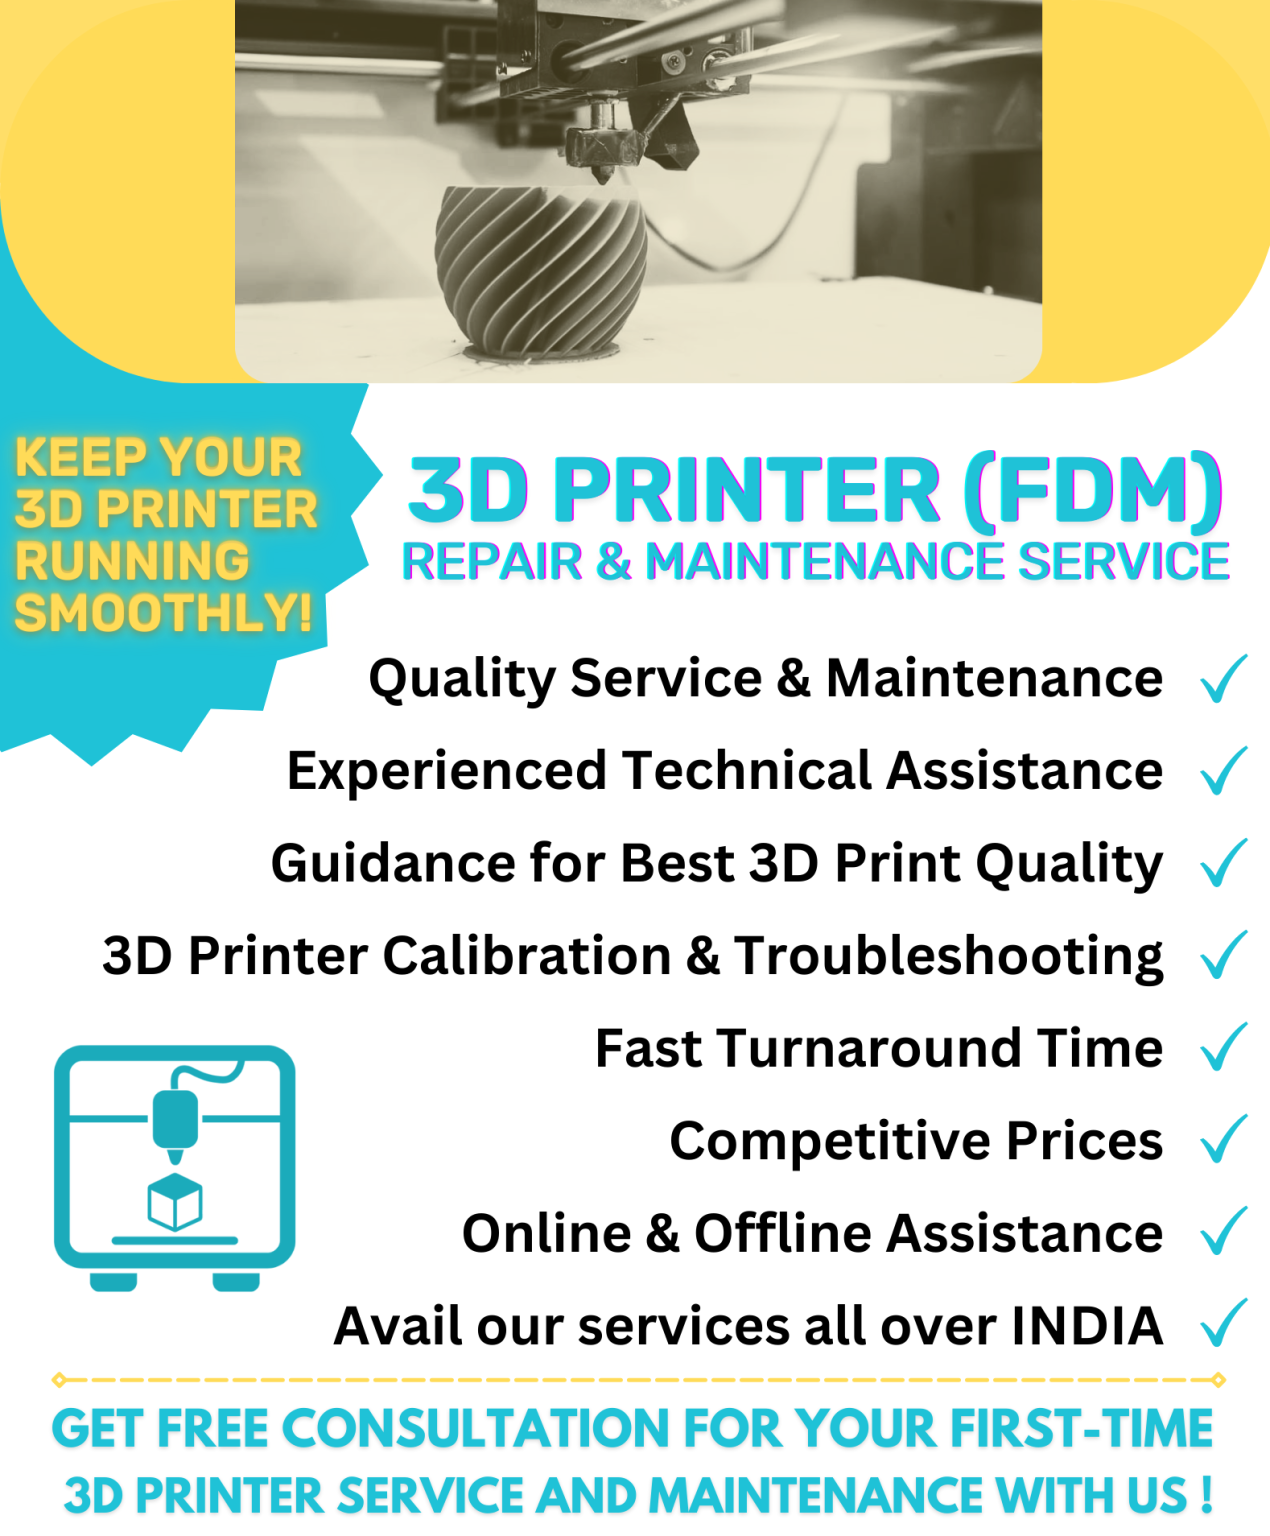 KEEP YOUR
3D PRINTER
RUNNING
SMOOTHLY!
3D PRINTER (FDM)
REPAIR & MAINTENANCE SERVICE
Quality Service & Maintenance
Experienced Technical Assistance
Guidance for Best 3D Print Quality
3D Printer Calibration & Troubleshooting
Fast Turnaround Time
Competitive Prices
Online & Offline Assistance
Avail our services all over INDIA
GET FREE CONSULTATION FOR YOUR FIRST-TIME
3D PRINTER SERVICE AND MAINTENANCE WITH US !